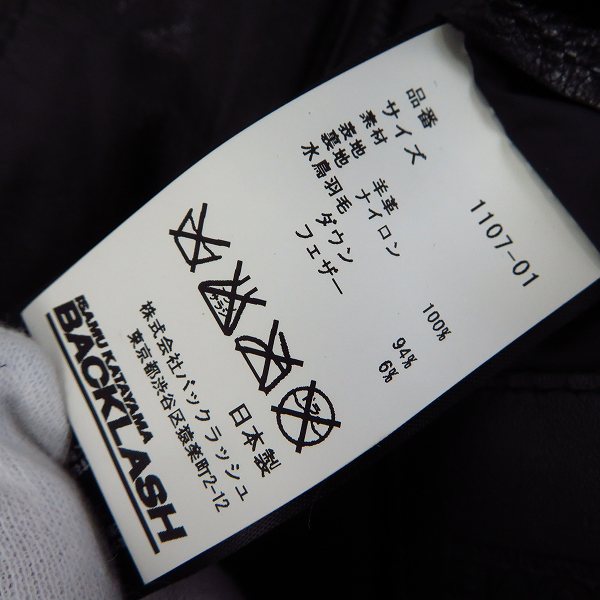 品番 1107-01
サイズ
素材
表地 羊革
裏地 ナイロン 100%
水鳥羽毛 ダウン 94%
フェザー 6%
日本製
株式会社バックラッシュ
東京都渋谷区猿楽町2-12
ISAMU KATAYAMA
BACKLASH